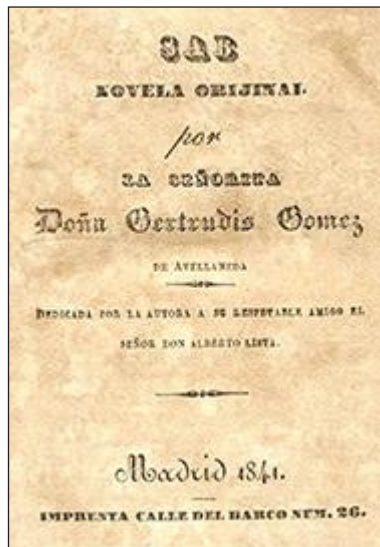 SAB
NOVELA ORIJINAL
por
LA SEÑORITA
Doña Gertrudis Gomez
DE AVELLANEDA
DEDICADA POR LA AUTORA A SU RESPETABLE AMIGO EL
SEÑOR DON ALBERTO LISTA.
Madrid 1841.
IMPRENTA CALLE DEL BARCO NUM. 26.